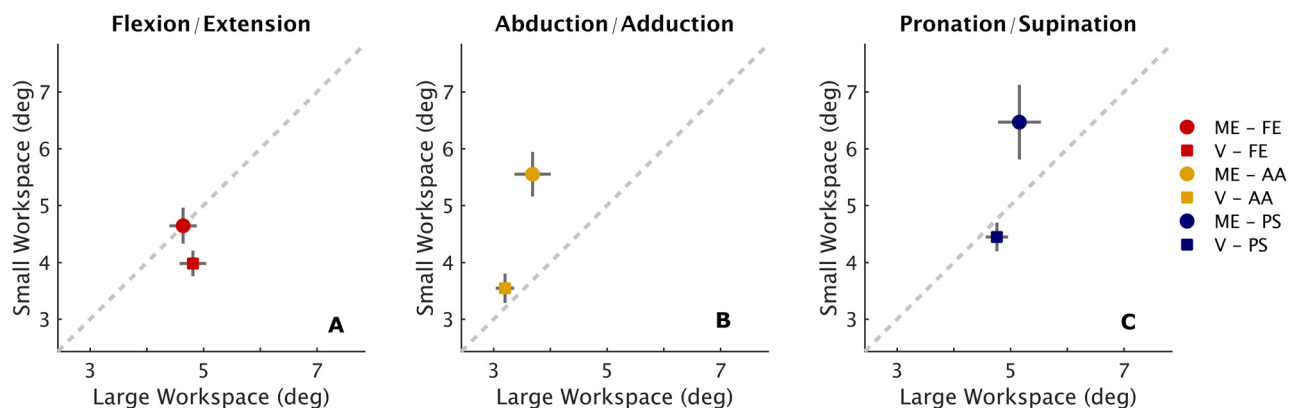 Flexion/Extension
Small Workspace (deg)
7
6
5
4
3
3 5 7
Large Workspace (deg)
A
Abduction/Adduction
Small Workspace (deg)
7
6
5
4
3
3 5 7
Large Workspace (deg)
B
Pronation/Supination
Small Workspace (deg)
7
6
5
4
3
3 5 7
Large Workspace (deg)
C
ME – FE
V – FE
ME – AA
V – AA
ME – PS
V – PS